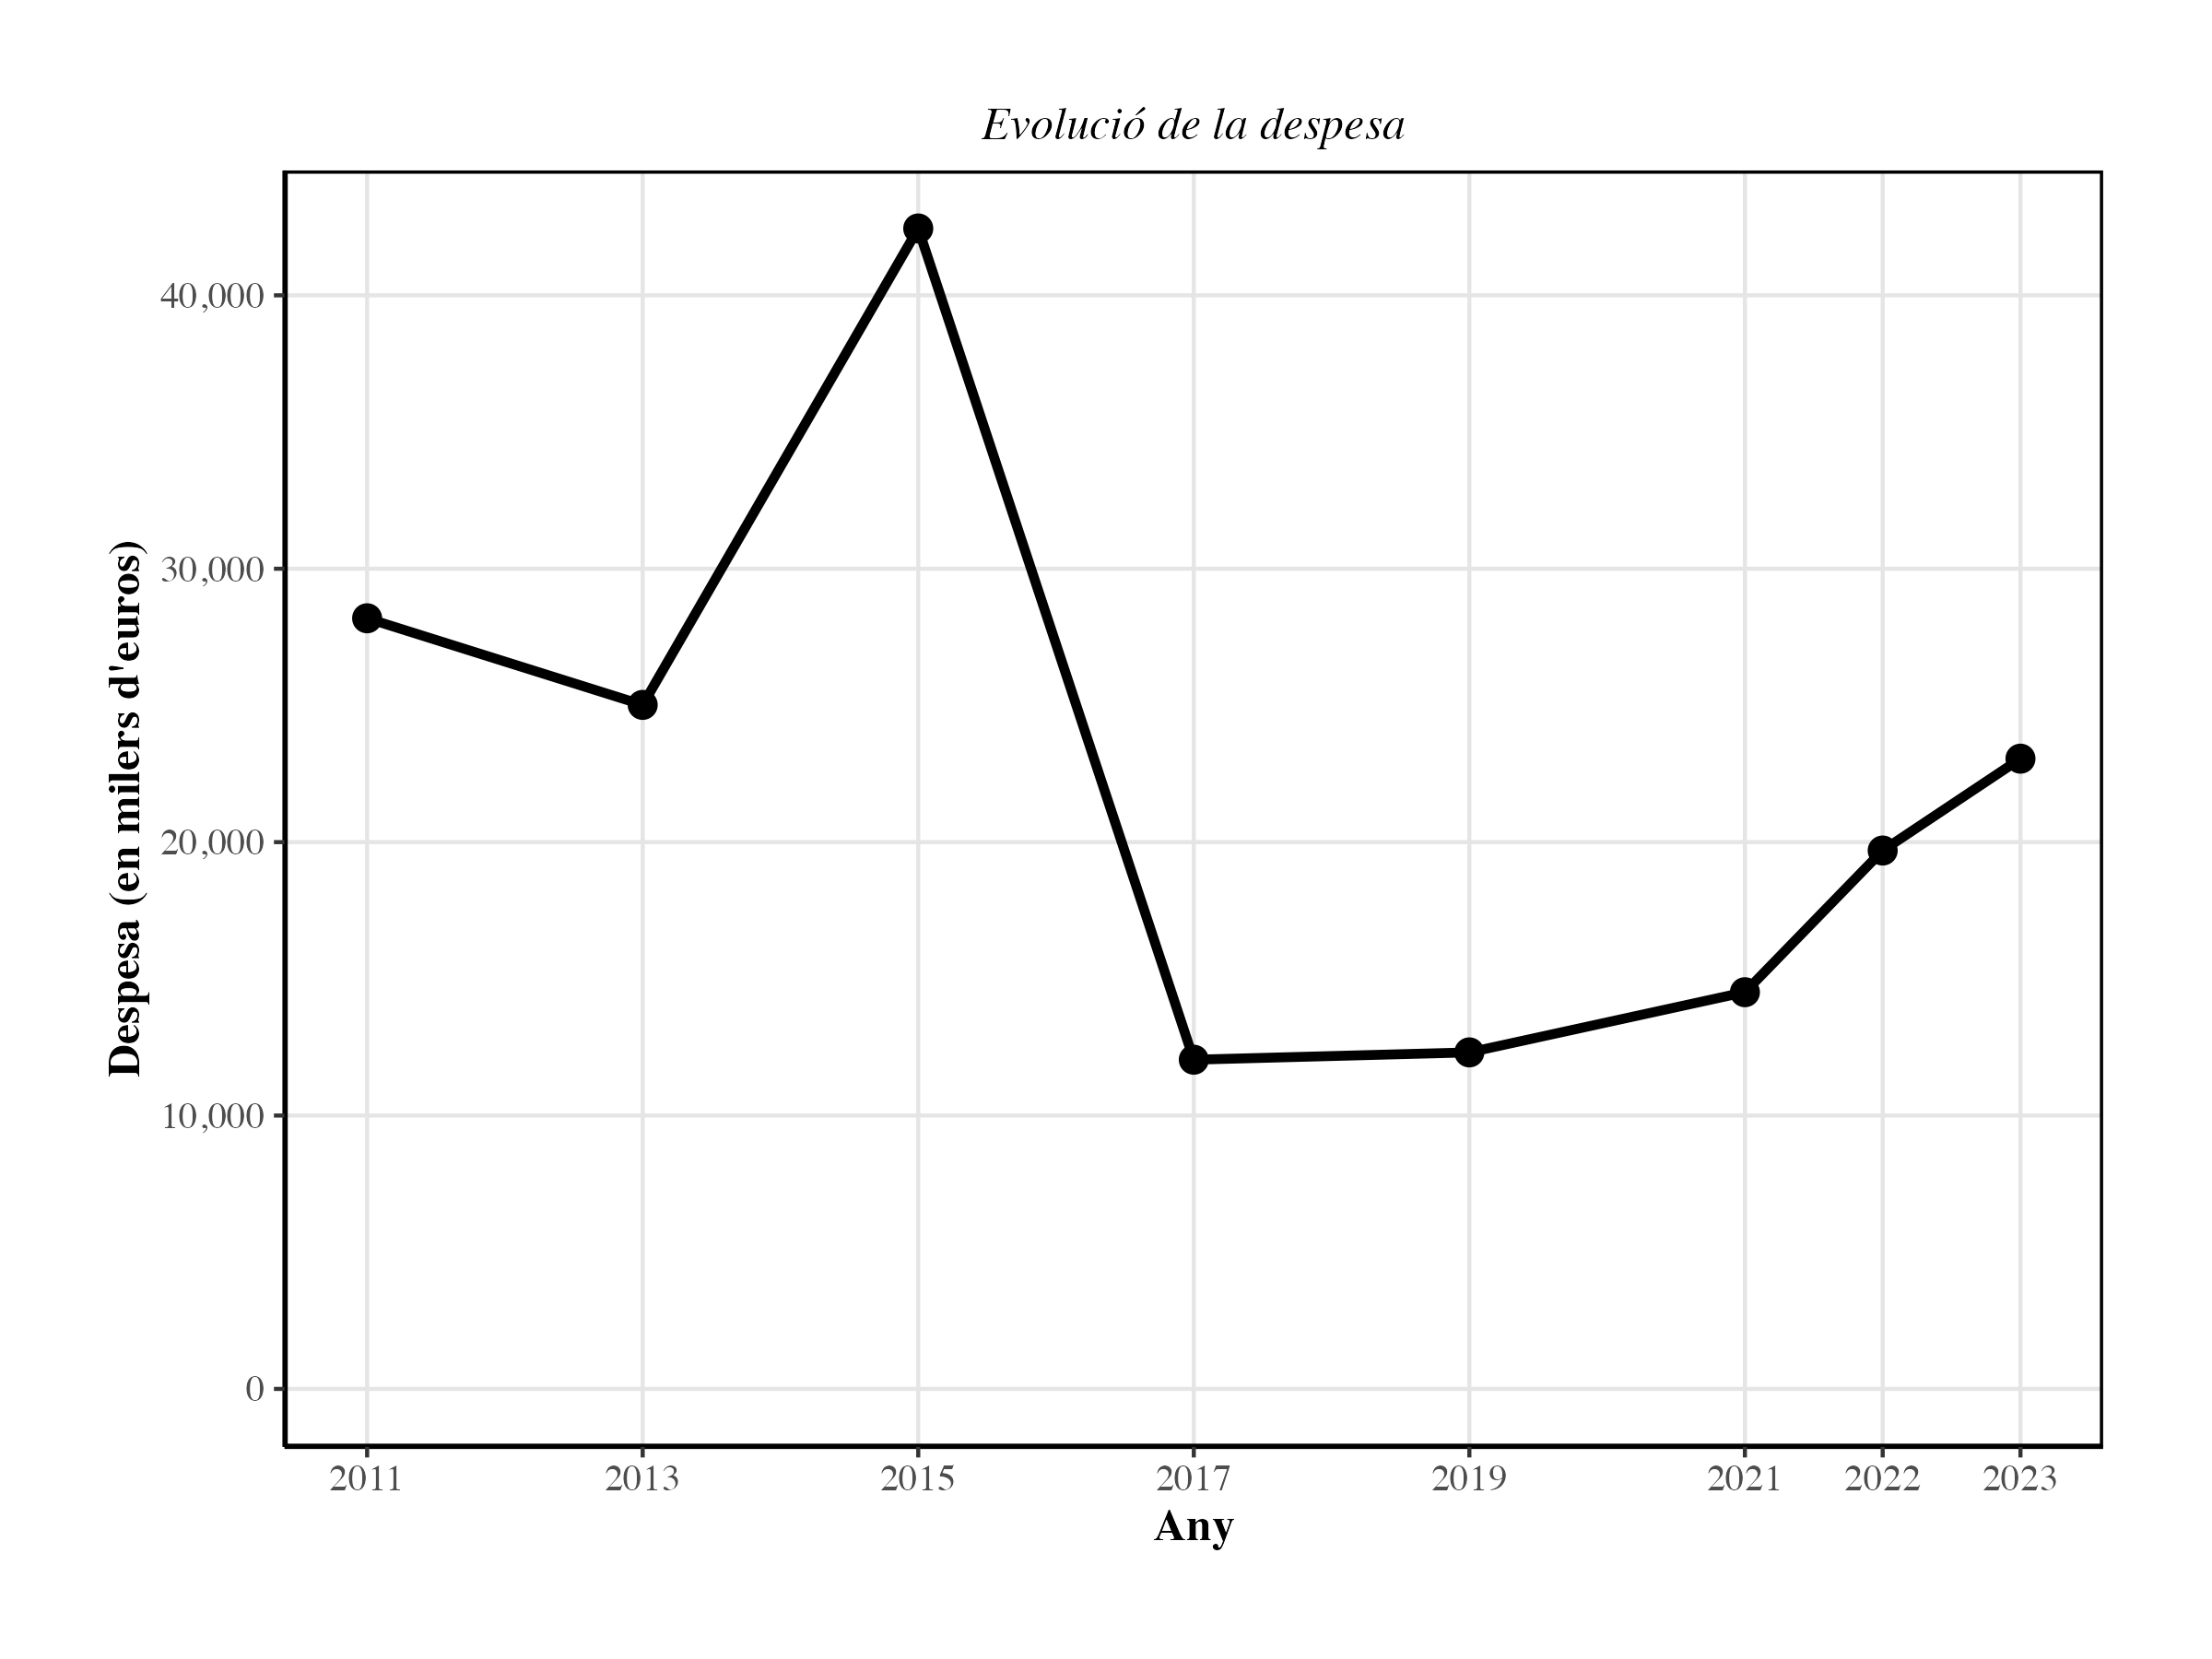 Evolució de la despesa
Despesa (en milers d'euros)
40,000
30,000
20,000
10,000
0
2011 2013 2015 2017 2019 2021 2022 2023
Any